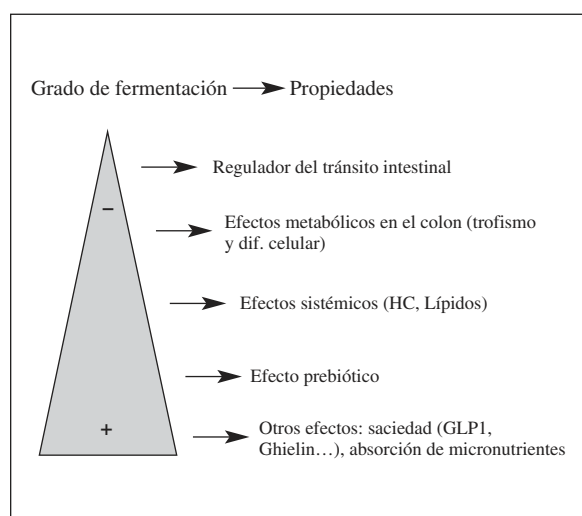 Grado de fermentación → Propiedades
Regulador del tránsito intestinal
–
Efectos metabólicos en el colon (trofismo
y dif. celular)
Efectos sistémicos (HC, Lípidos)
Efecto prebiótico
+
Otros efectos: saciedad (GLP1,
Ghielin…), absorción de micronutrientes